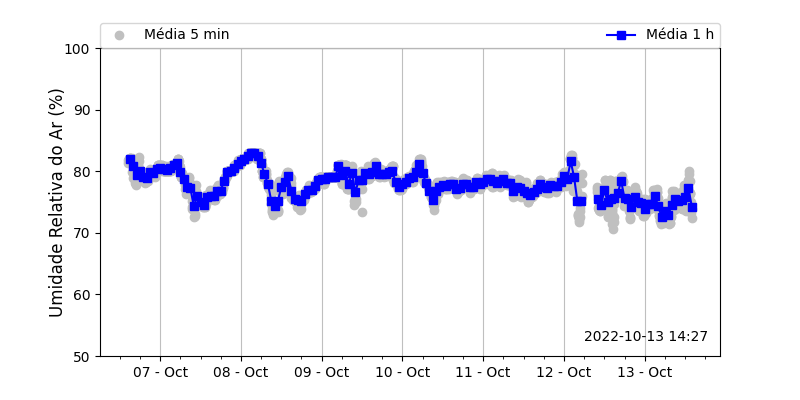 Média 5 min
Média 1 h
100
90
80
70
60
50
Umidade Relativa do Ar (%)
2022-10-13 14:27
07 - Oct
08 - Oct
09 - Oct
10 - Oct
11 - Oct
12 - Oct
13 - Oct